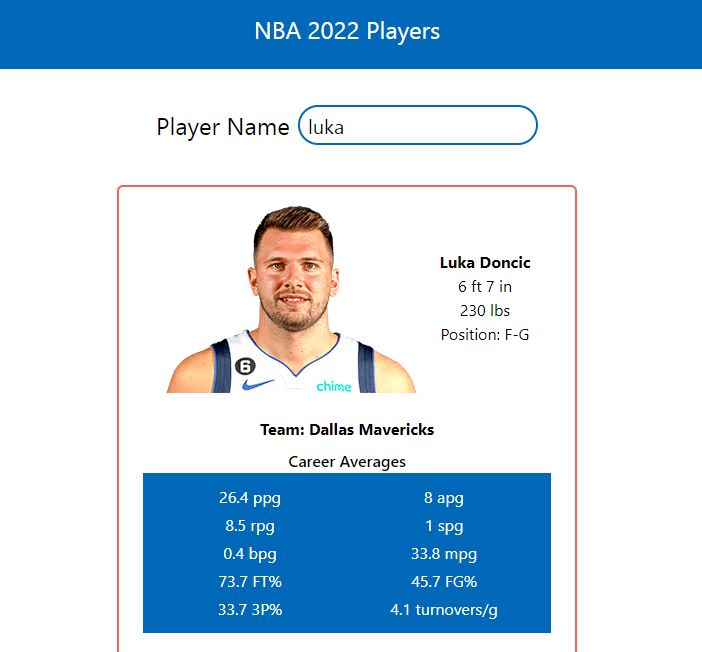 NBA 2022 Players
Player Name luka
6
chime
Luka Doncic
6 ft 7 in
230 lbs
Position: F-G
Team: Dallas Mavericks
Career Averages
26.4 ppg 8 apg
8.5 rpg 1 spg
0.4 bpg 33.8 mpg
73.7 FT% 45.7 FG%
33.7 3P% 4.1 turnovers/g